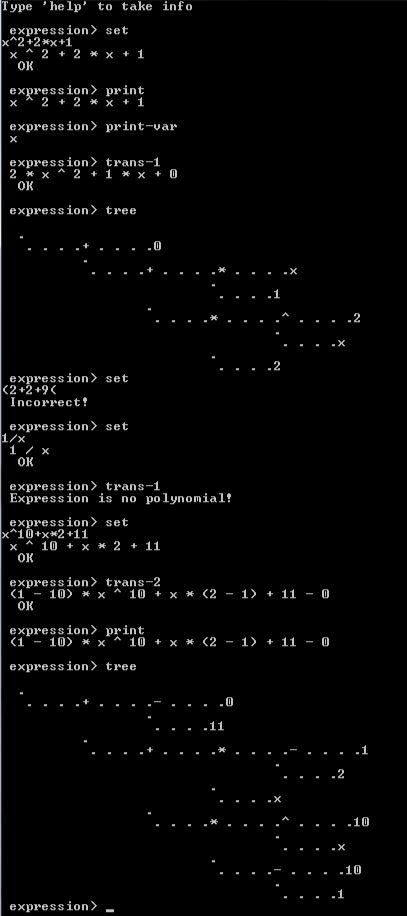 Type 'help' to take info
expression> set
x^2+2*x+1
x ^ 2 + 2 * x + 1
OK
expression> print
x ^ 2 + 2 * x + 1
expression> print-var
x
expression> trans-1
2 * x ^ 2 + 1 * x + 0
OK
expression> tree
.
. . . . .+ . . . . .0
.
. . . . .+ . . . . .* . . . . .x
.
. . . . .1
.
. . . . .* . . . . .^ . . . . .2
.
. . . . .x
.
. . . . .2
expression> set
(2+2+9(
Incorrect!
expression> set
1/x
1 / x
OK
expression> trans-1
Expression is no polynomial!
expression> set
x^10+x*2+11
x ^ 10 + x * 2 + 11
OK
expression> trans-2
(1 - 10) * x ^ 10 + x * (2 - 1) + 11 - 0
OK
expression> print
(1 - 10) * x ^ 10 + x * (2 - 1) + 11 - 0
expression> tree
.
. . . . .+ . . . . .- . . . . .0
.
. . . . .11
.
. . . . .+ . . . . .* . . . . .- . . . . .1
.
. . . . .2
.
. . . . .x
.
. . . . .* . . . . .^ . . . . .10
.
. . . . .x
.
. . . . .- . . . . .10
.
. . . . .1
expression> _